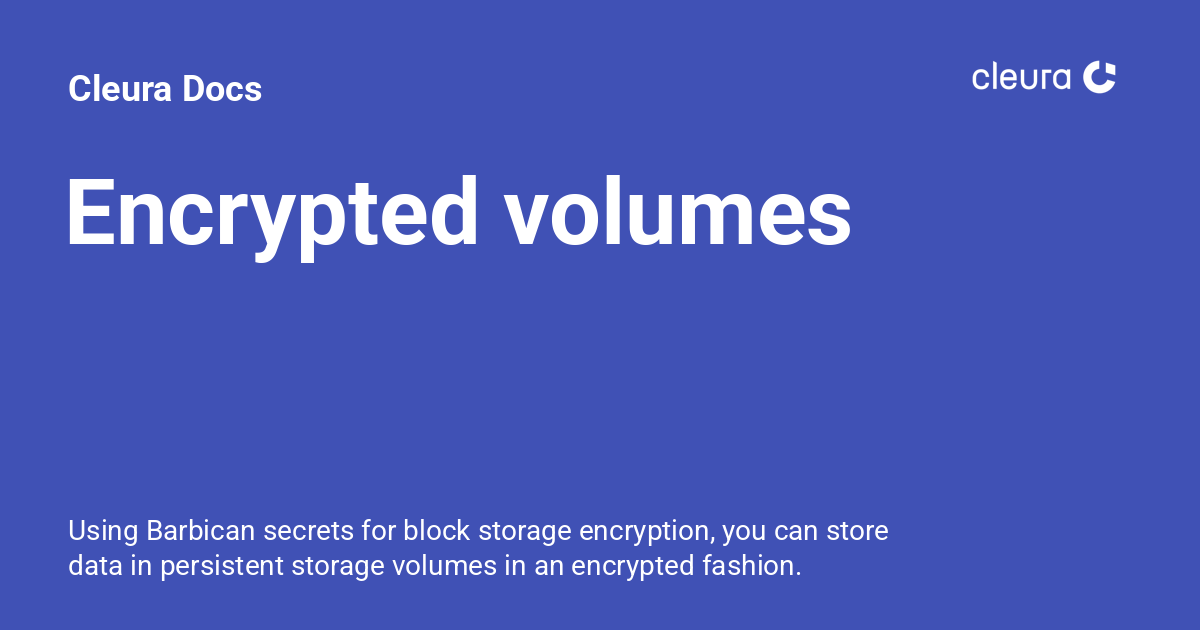 Cleura Docs
cleura
Encrypted volumes
Using Barbican secrets for block storage encryption, you can store
data in persistent storage volumes in an encrypted fashion.